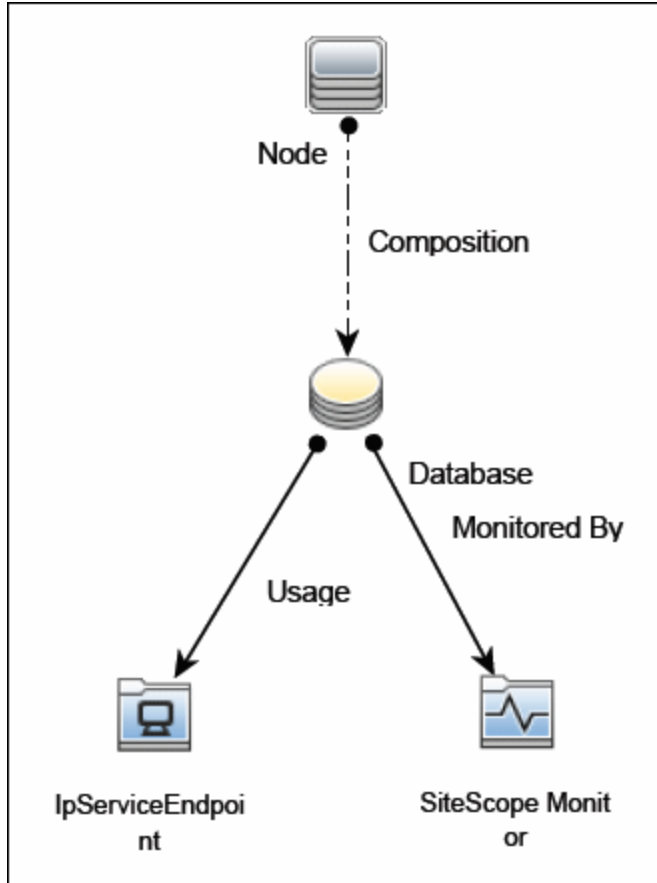 Node
Composition
Database
Monitored By
Usage
IpServiceEndpoi
nt
SiteScope Monit
or